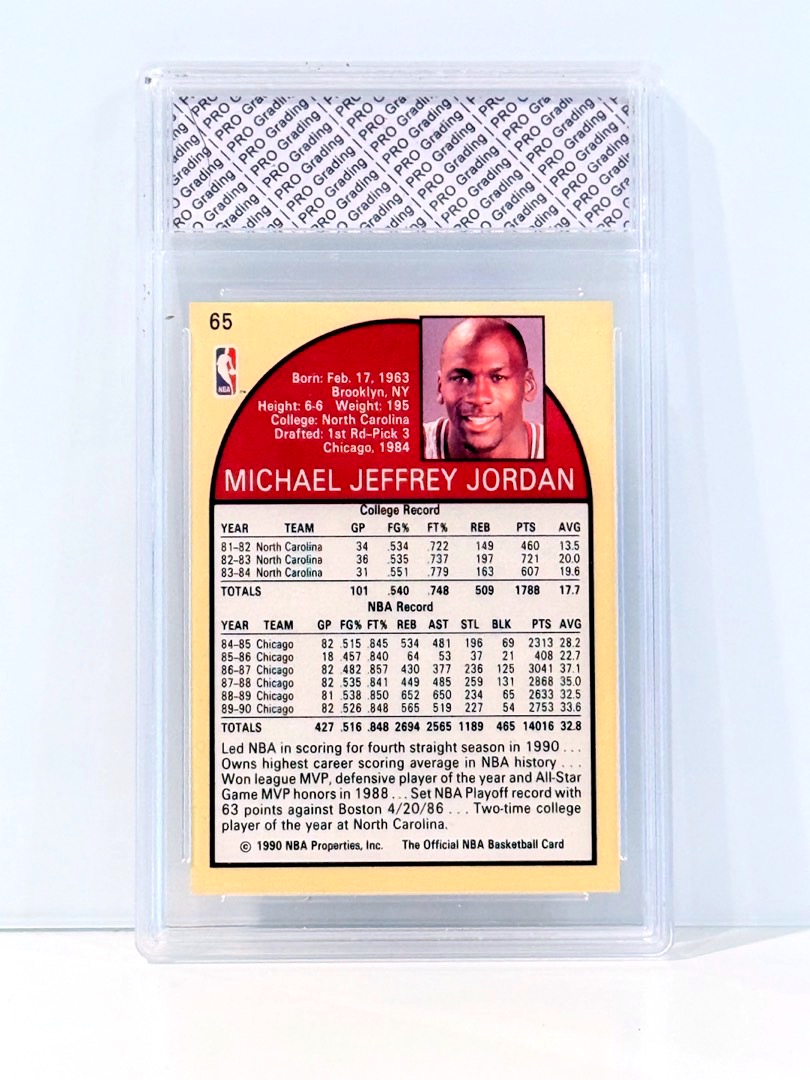 PRO Grading | PRO Grading | PRO Grading
65
NBA
Born: Feb. 17, 1963
Brooklyn, NY
Height: 6-6 Weight: 195
College: North Carolina
Drafted: 1st Rd–Pick 3
Chicago, 1984
MICHAEL JEFFREY JORDAN
College Record
YEAR TEAM GP FG% FT% REB PTS AVG
81–82 North Carolina 34 .534 .722 149 460 13.5
82–83 North Carolina 36 .535 .737 197 721 20.0
83–84 North Carolina 31 .551 .779 163 607 19.6
TOTALS 101 .540 .748 509 1788 17.7
NBA Record
YEAR TEAM GP FG% FT% REB AST STL BLK PTS AVG
84–85 Chicago 82 .515 .845 534 481 196 69 2313 28.2
85–86 Chicago 18 .457 .840 64 53 37 21 408 22.7
86–87 Chicago 82 .482 .857 430 377 236 125 3041 37.1
87–88 Chicago 82 .535 .841 449 485 259 131 2868 35.0
88–89 Chicago 81 .538 .850 652 650 234 65 2633 32.5
89–90 Chicago 82 .526 .848 565 519 227 54 2753 33.6
TOTALS 427 .516 .848 2694 2565 1189 465 14016 32.8
Led NBA in scoring for fourth straight season in 1990 . . .
Owns highest career scoring average in NBA history . . .
Won league MVP, defensive player of the year and All-Star
Game MVP honors in 1988 . . . Set NBA Playoff record with
63 points against Boston 4/20/86 . . . Two-time college
player of the year at North Carolina.
© 1990 NBA Properties, Inc. The Official NBA Basketball Card